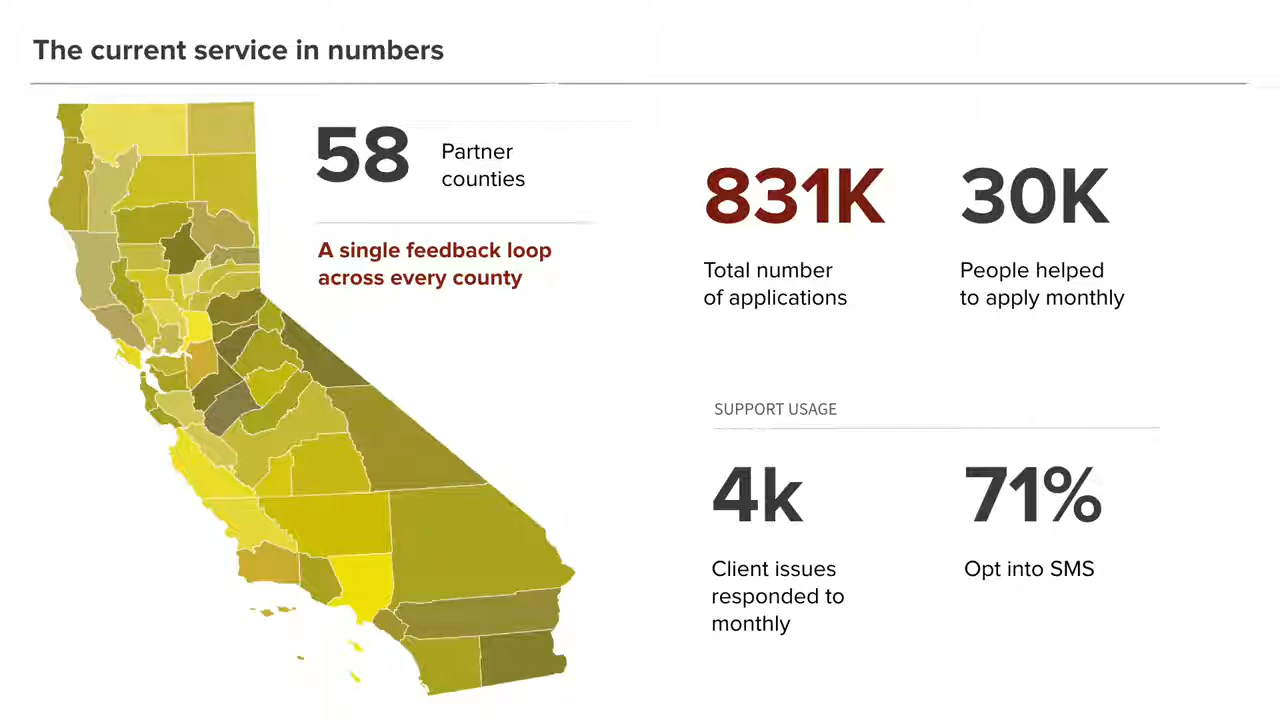 The current service in numbers
58
Partner
counties
A single feedback loop
across every county
831K
Total number
of applications
30K
People helped
to apply monthly
SUPPORT USAGE
4k
Client issues
responded to
monthly
71%
Opt into SMS